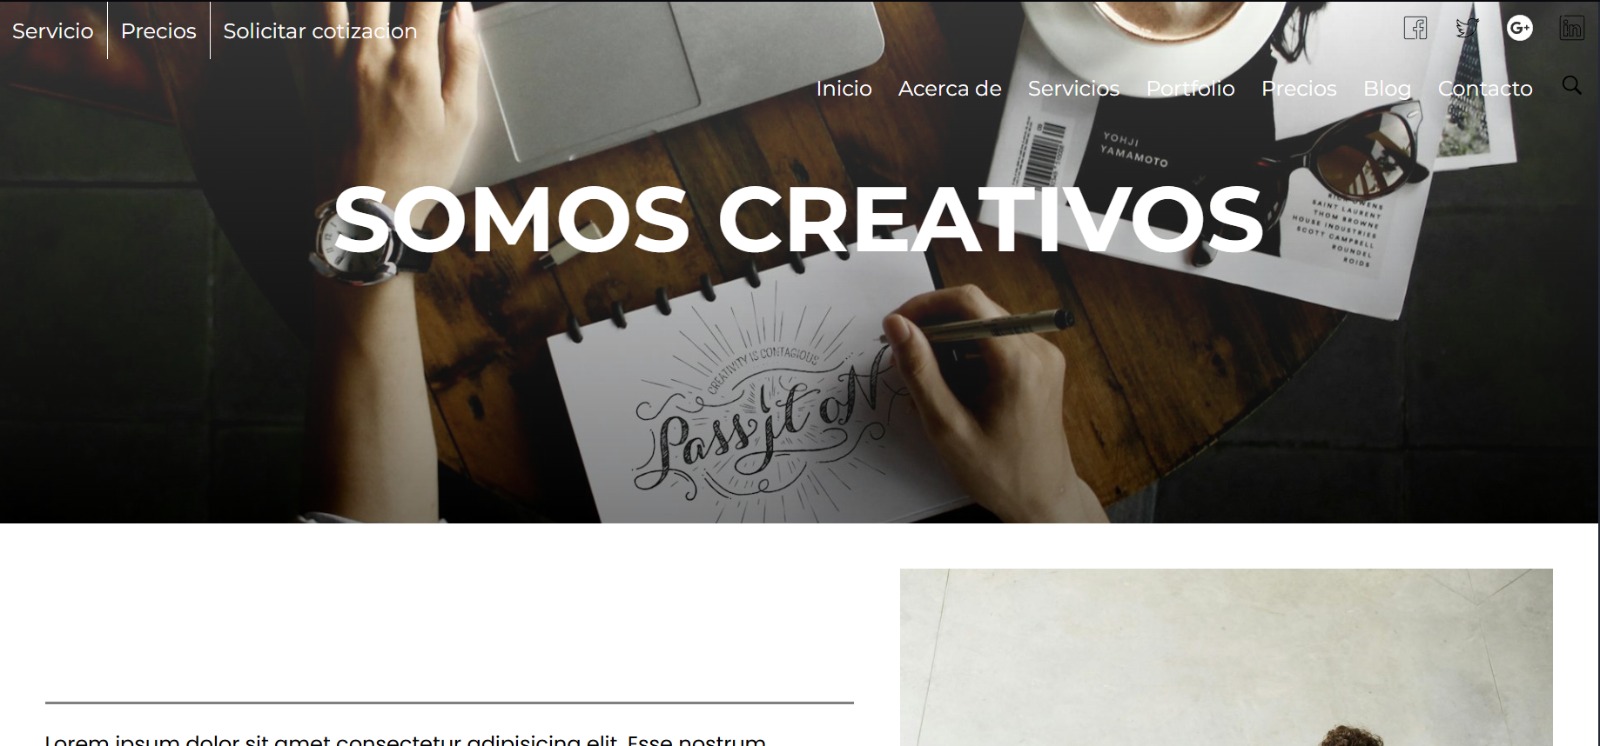 Servicio Precios Solicitar cotizacion
G+ in
Inicio Acerca de Servicios Portfolio Precios Blog Contacto
YOHJI
YAMAMOTO
SOMOS CREATIVOS
SAINT LAURENT
THOM BROWNE
HOUSE INDUSTRIES
SCOTT CAMPBELL
ROUNDEL
ROIDS
CREATIVITY IS CONTAGIOUS
Pass it oN
Lorem ipsum dolor sit amet consectetur adipisicing elit. Esse nostrum